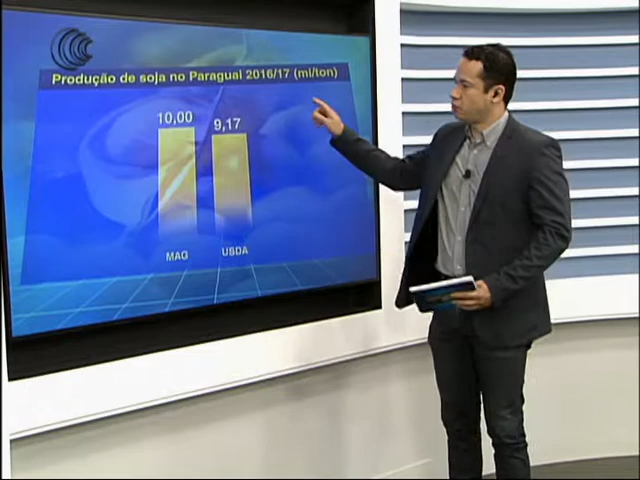 Produção de soja no Paraguai 2016/17 (mi/ton)
10,00
9,17
MAG
USDA